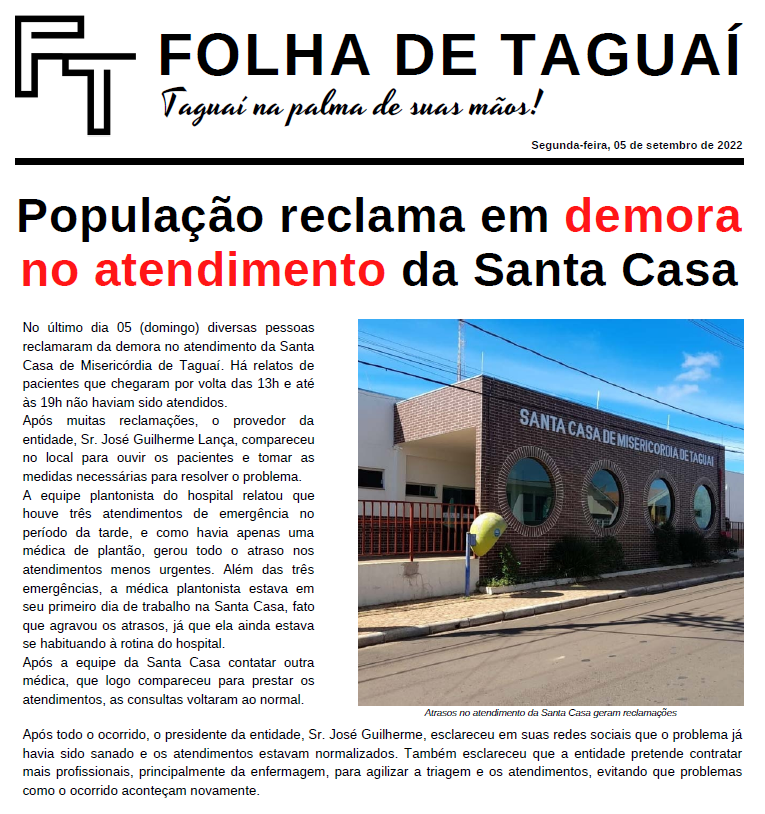 FT
FOLHA DE TAGUAÍ
Taguaí na palma de suas mãos!
Segunda-feira, 05 de setembro de 2022
População reclama em demora
no atendimento da Santa Casa
No último dia 05 (domingo) diversas pessoas
reclamaram da demora no atendimento da Santa
Casa de Misericórdia de Taguaí. Há relatos de
pacientes que chegaram por volta das 13h e até
às 19h não haviam sido atendidos.
Após muitas reclamações, o provedor da
entidade, Sr. José Guilherme Lança, compareceu
no local para ouvir os pacientes e tomar as
medidas necessárias para resolver o problema.
A equipe plantonista do hospital relatou que
houve três atendimentos de emergência no
período da tarde, e como havia apenas uma
médica de plantão, gerou todo o atraso nos
atendimentos menos urgentes. Além das três
emergências, a médica plantonista estava em
seu primeiro dia de trabalho na Santa Casa, fato
que agravou os atrasos, já que ela ainda estava
se habituando à rotina do hospital.
Após a equipe da Santa Casa contatar outra
médica, que logo compareceu para prestar os
atendimentos, as consultas voltaram ao normal.
SANTA CASA DE MISERICORDIA DE TAGUAI
Atrasos no atendimento da Santa Casa geram reclamações
Após todo o ocorrido, o presidente da entidade, Sr. José Guilherme, esclareceu em suas redes sociais que o problema já
havia sido sanado e os atendimentos estavam normalizados. Também esclareceu que a entidade pretende contratar
mais profissionais, principalmente da enfermagem, para agilizar a triagem e os atendimentos, evitando que problemas
como o ocorrido aconteçam novamente.